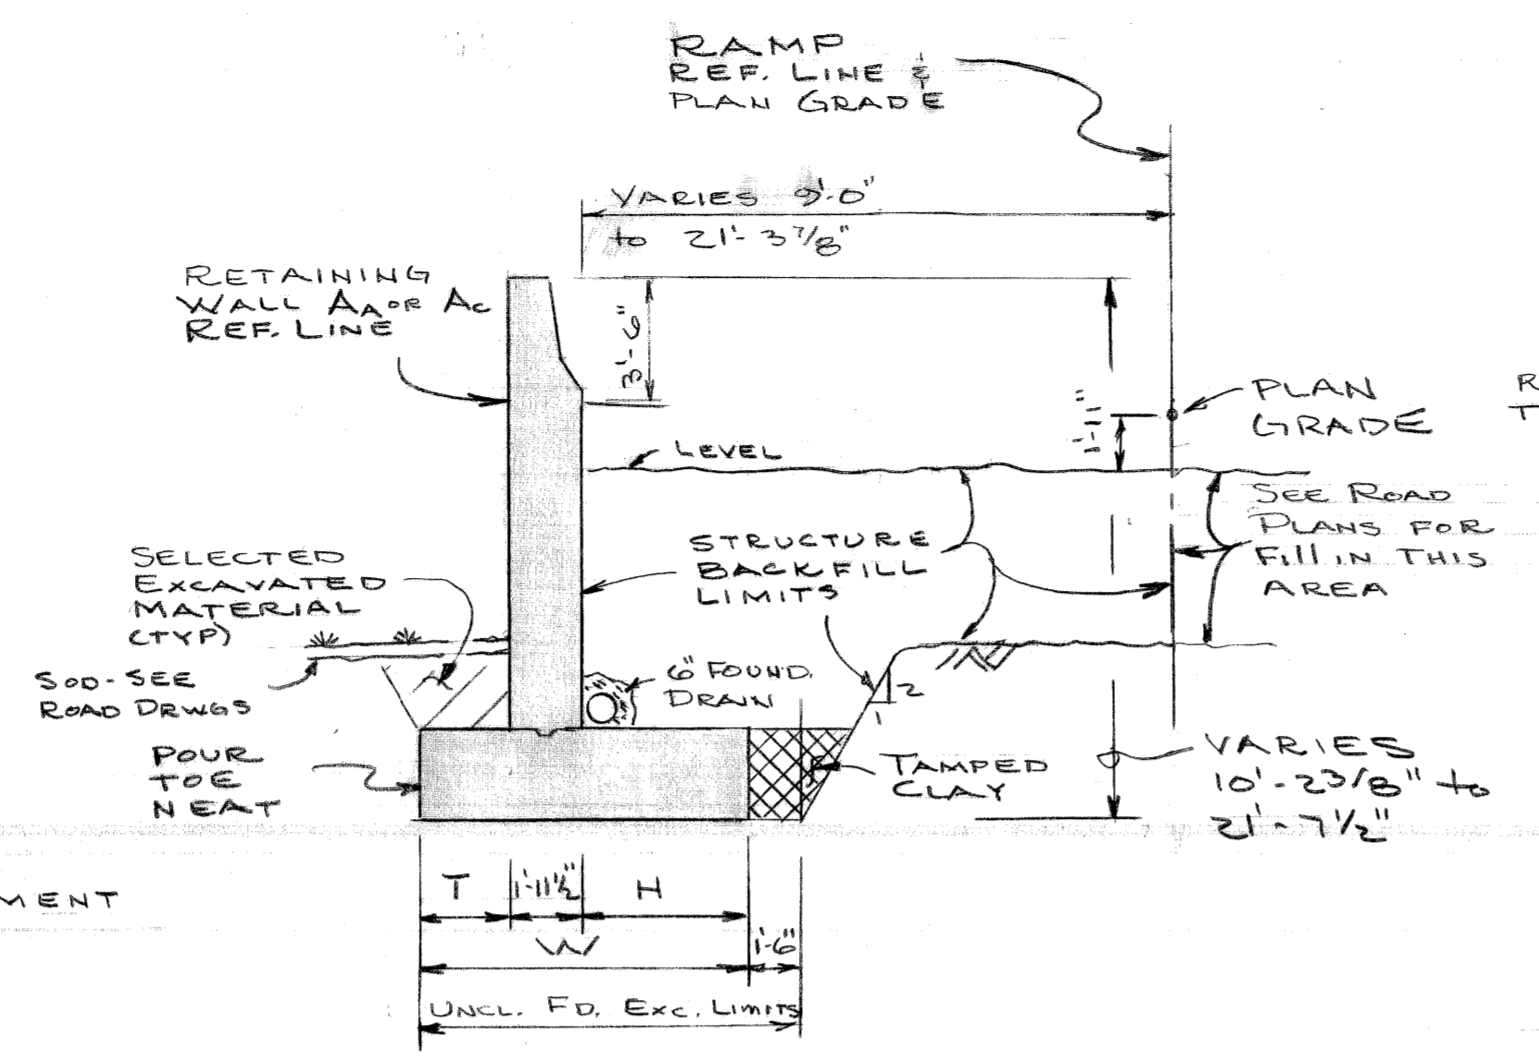 RAMP
REF. LINE &
PLAN GRADE
VARIES 9'-0"
to 21'-3 7/8"
RETAINING
WALL AA OR AC
REF. LINE
3'-6"
1'-11"
PLAN
GRADE
R
T
LEVEL
SEE ROAD
PLANS FOR
Fill IN THIS
AREA
STRUCTURE
BACKFILL
LIMITS
SELECTED
EXCAVATED
MATERIAL
(TYP)
SOD-SEE
ROAD DRWGS
6" FOUND.
DRAIN
2
1
POUR
TOE
NEAT
TAMPED
CLAY
VARIES
10'-2 3/8" to
21'-7 1/2"
MENT
T 1'-11 1/2" H
W 1'-6"
UNCL. FD. EXC. LIMITS